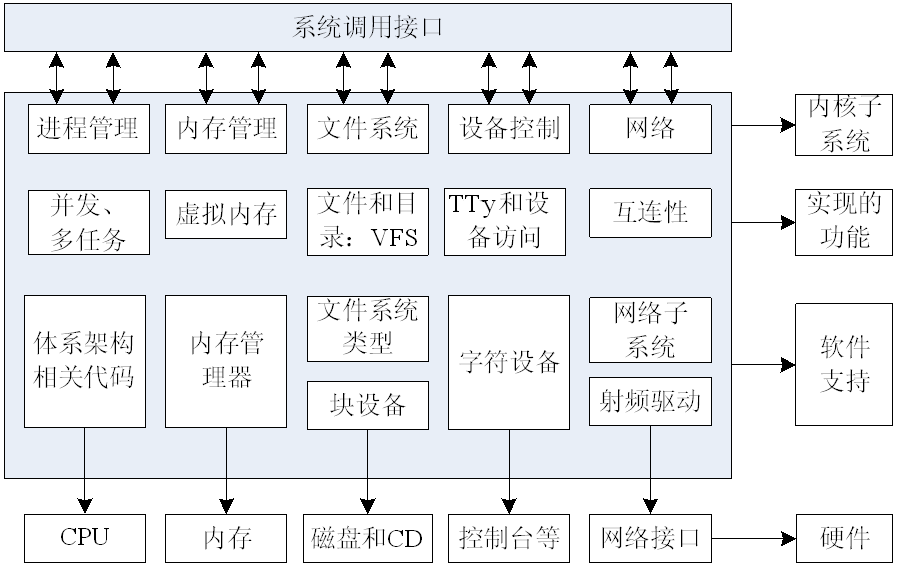 系统调用接口
进程管理
内存管理
文件系统
设备控制
网络
内核子
系统
并发、
多任务
虚拟内存
文件和目
录：VFS
TTy和设
备访问
互连性
实现的
功能
体系架构
相关代码
内存管
理器
文件系统
类型
块设备
字符设备
网络子
系统
射频驱动
软件
支持
CPU
内存
磁盘和CD
控制台等
网络接口
硬件